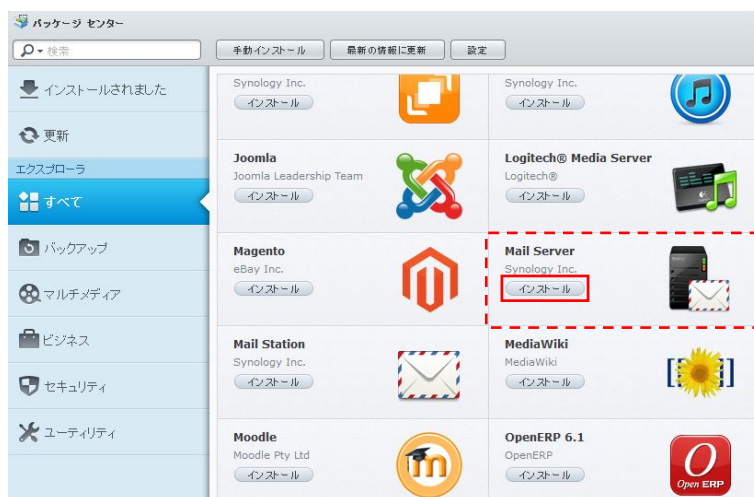 パッケージ センター
検索
手動インストール
最新の情報に更新
設定
インストールされました
更新
エクスプローラ
すべて
バックアップ
マルチメディア
ビジネス
セキュリティ
ユーティリティ
Synology Inc.
インストール
Synology Inc.
インストール
Joomla
Joomla Leadership Team
インストール
Logitech® Media Server
Logitech®
インストール
Magento
eBay Inc.
インストール
Mail Server
Synology Inc.
インストール
Mail Station
Synology Inc.
インストール
MediaWiki
MediaWiki
インストール
Moodle
Moodle Pty Ltd
インストール
m
OpenERP 6.1
OpenERP
インストール
Open ERP